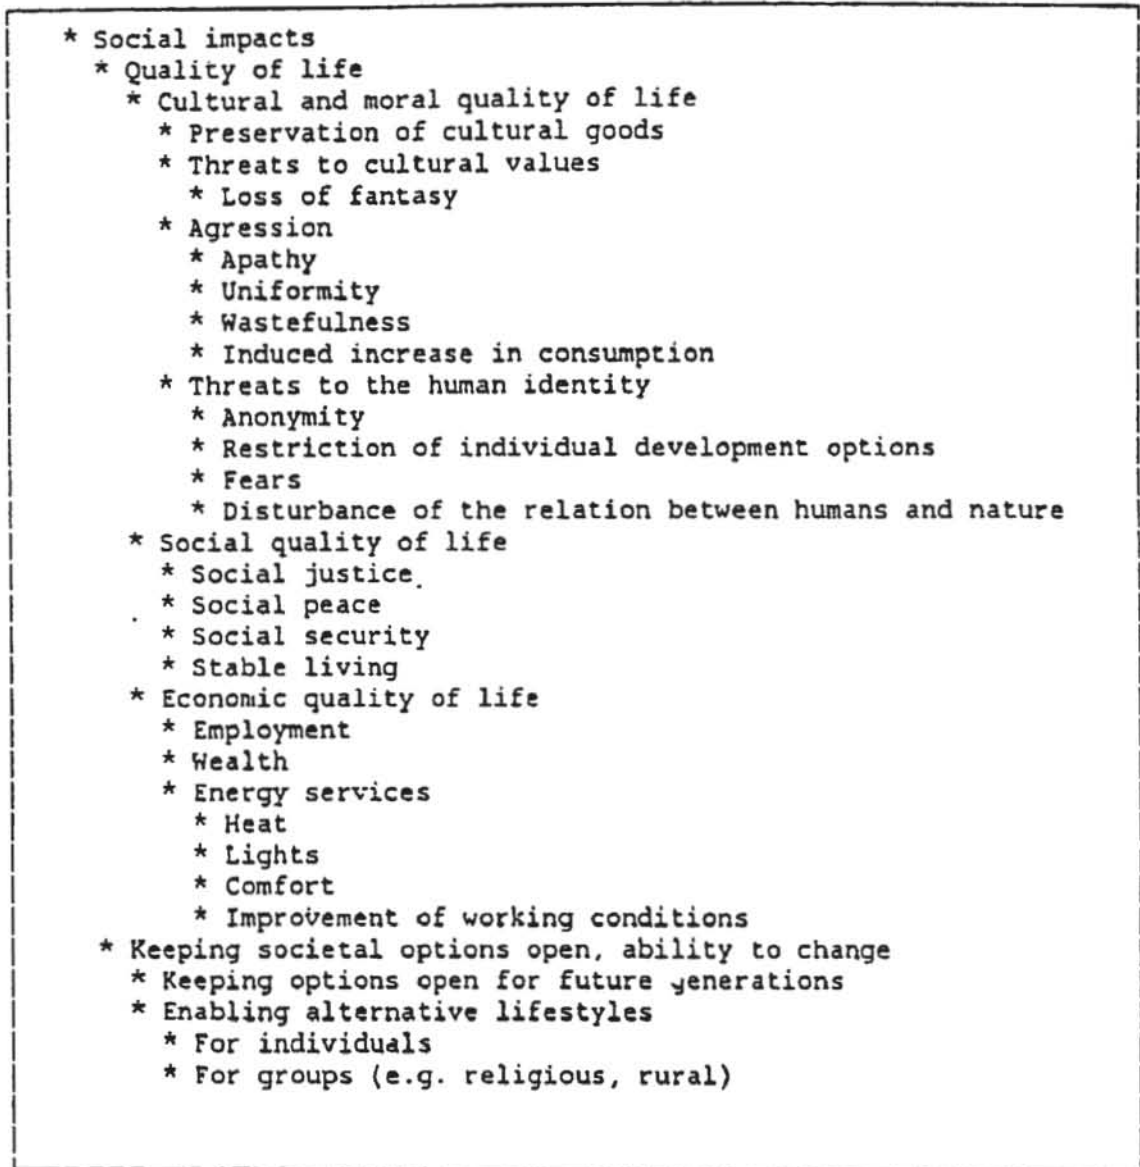 * Social impacts
* Quality of life
* Cultural and moral quality of life
* Preservation of cultural goods
* Threats to cultural values
* Loss of fantasy
* Agression
* Apathy
* Uniformity
* Wastefulness
* Induced increase in consumption
* Threats to the human identity
* Anonymity
* Restriction of individual development options
* Fears
* Disturbance of the relation between humans and nature
* Social quality of life
* Social justice
* Social peace
* Social security
* Stable living
* Economic quality of life
* Employment
* Wealth
* Energy services
* Heat
* Lights
* Comfort
* Improvement of working conditions
* Keeping societal options open, ability to change
* Keeping options open for future generations
* Enabling alternative lifestyles
* For individuals
* For groups (e.g. religious, rural)